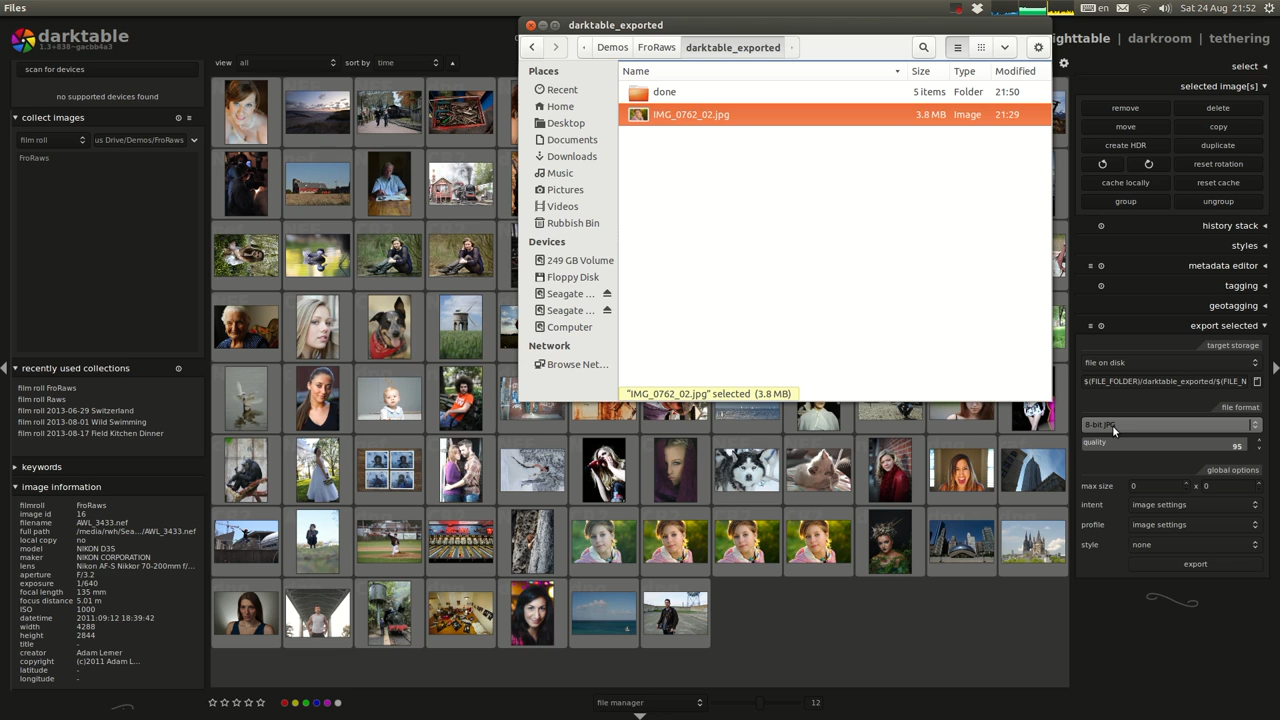 Files
en
Sat 24 Aug 21:52
darktable
1.3+838~gacbb4a3
scan for devices
no supported devices found
collect images
film roll
us Drive/Demos/FroRaws
FroRaws
recently used collections
film roll FroRaws
film roll Raws
film roll 2013-06-29 Switzerland
film roll 2013-08-01 Wild Swimming
film roll 2013-08-17 Field Kitchen Dinner
keywords
image information
filmroll FroRaws
image id 16
filename AWL_3433.nef
full path /media/rwh/Sea.../AWL_3433.nef
local copy no
model NIKON D3S
maker NIKON CORPORATION
lens Nikon AF-S Nikkor 70-200mm f/...
aperture F/3.2
exposure 1/640
focal length 135 mm
focus distance 5.01 m
ISO 1000
datetime 2011:09:12 18:39:42
width 4288
height 2844
title -
creator Adam Lerner
copyright (c)2011 Adam L...
latitude -
longitude -
view all
sort by time
darktable_exported
Demos
FroRaws
darktable_exported
Places
Recent
Home
Desktop
Documents
Downloads
Music
Pictures
Videos
Rubbish Bin
Devices
249 GB Volume
Floppy Disk
Seagate ...
Seagate ...
Computer
Network
Browse Net...
Name Size Type Modified
done 5 items Folder 21:50
IMG_0762_02.jpg 3.8 MB Image 21:29
"IMG_0762_02.jpg" selected (3.8 MB)
file manager
12
| darkroom | tethering
select
selected image[s]
remove
delete
move
copy
create HDR
duplicate
reset rotation
cache locally
reset cache
group
ungroup
history stack
styles
metadata editor
tagging
geotagging
export selected
target storage
file on disk
$(FILE_FOLDER)/darktable_exported/$(FILE_N
file format
8-bit JPG
quality 95
global options
max size 0 x 0
intent image settings
profile image settings
style none
export